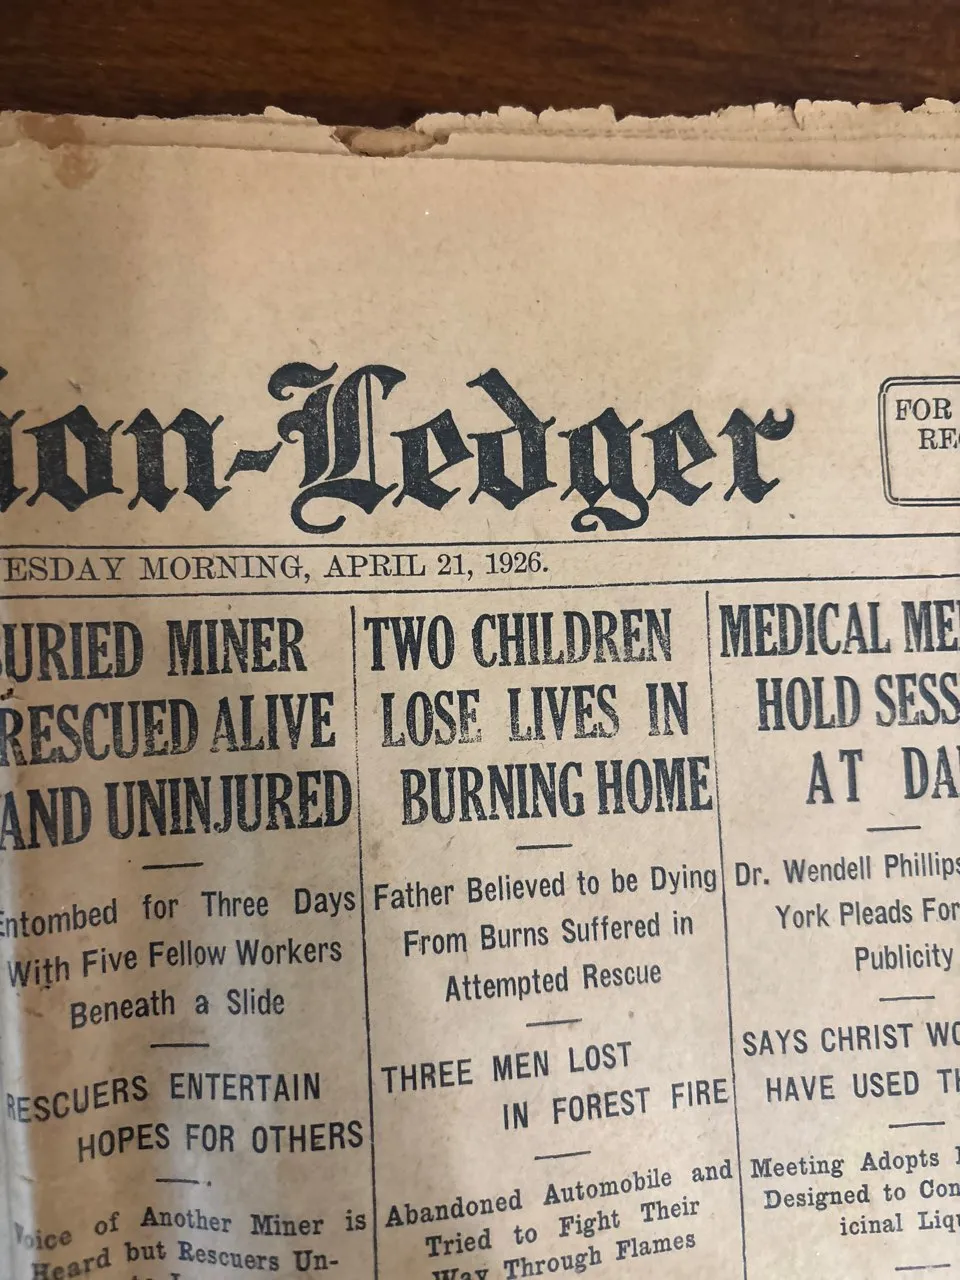 ion-Ledger
FOR
RE
ESDAY MORNING, APRIL 21, 1926.
BURIED MINER
RESCUED ALIVE
AND UNINJURED
Entombed for Three Days
With Five Fellow Workers
Beneath a Slide
RESCUERS ENTERTAIN
HOPES FOR OTHERS
Voice of Another Miner is
Heard but Rescuers Un-
TWO CHILDREN
LOSE LIVES IN
BURNING HOME
Father Believed to be Dying
From Burns Suffered in
Attempted Rescue
THREE MEN LOST
IN FOREST FIRE
Abandoned Automobile and
Tried to Fight Their
Way Through Flames
MEDICAL ME
HOLD SESS
AT DA
Dr. Wendell Phillips
York Pleads For
Publicity
SAYS CHRIST WO
HAVE USED TH
Meeting Adopts
Designed to Con
icinal Liqu